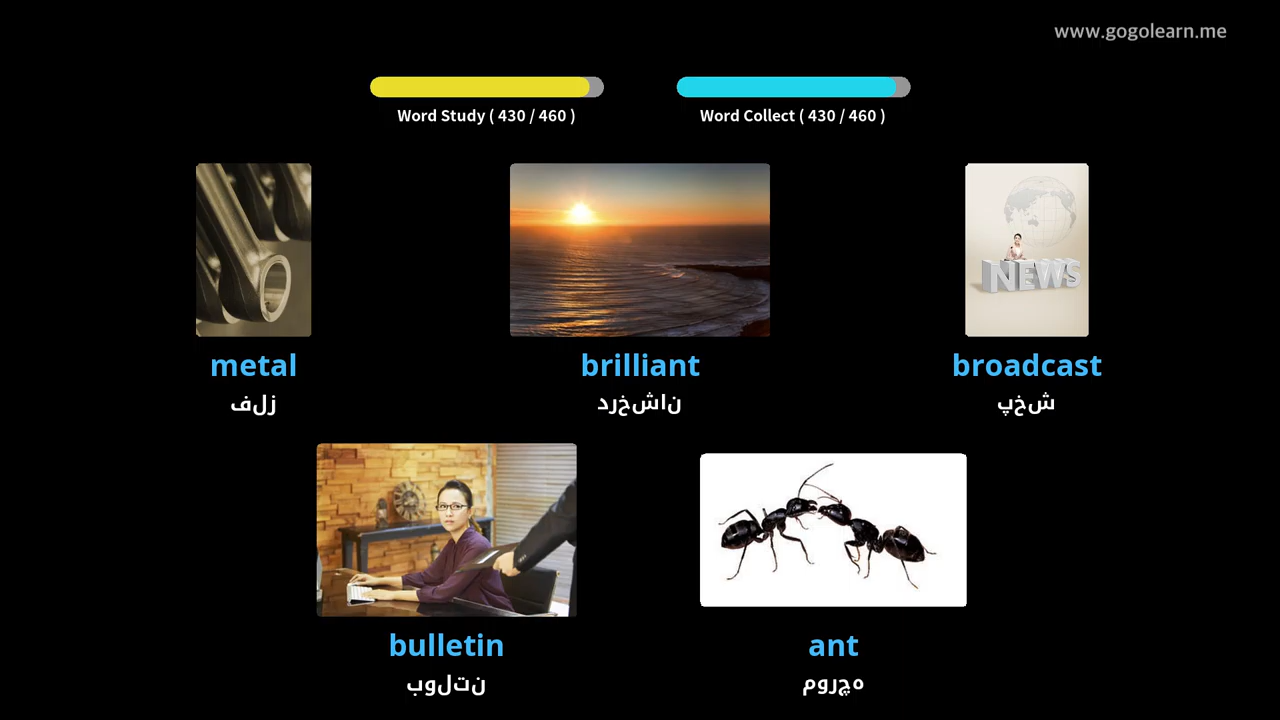 www.gogolearn.me
Word Study ( 430 / 460 )
Word Collect ( 430 / 460 )
NEWS
metal
زلف
brilliant
ناشخرد
broadcast
شخپ
bulletin
نتلوب
ant
هچروم